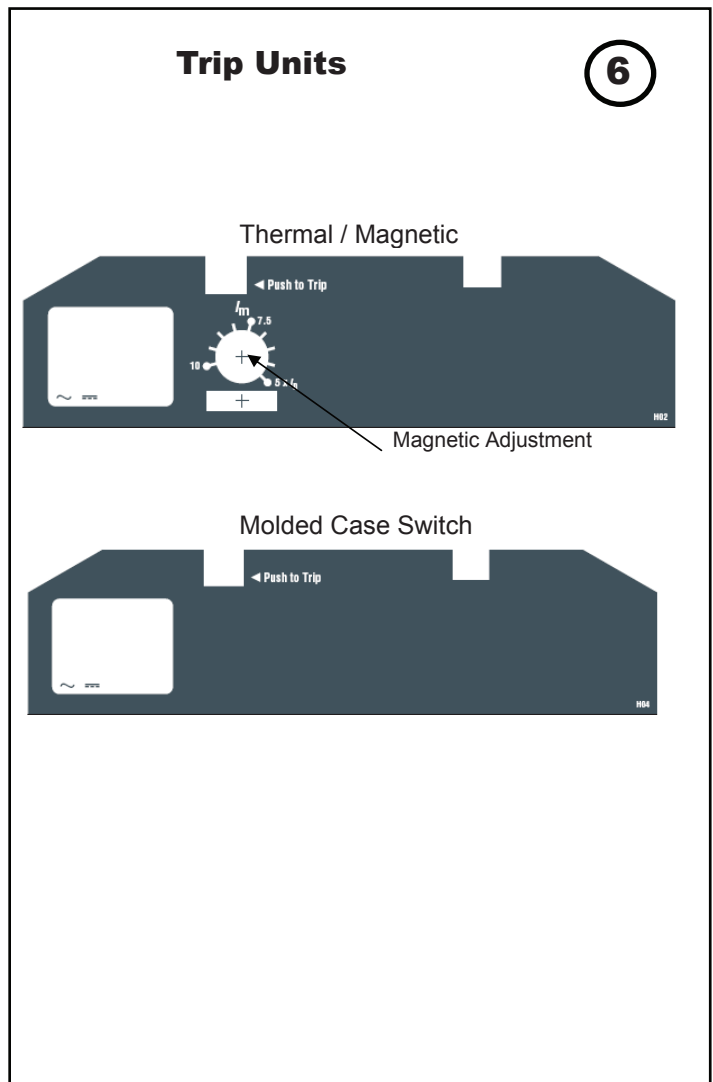 Trip Units
6
Thermal / Magnetic
◄ Push to Trip
Im
7.5
10
5 x In
H02
Magnetic Adjustment
Molded Case Switch
◄ Push to Trip
H04